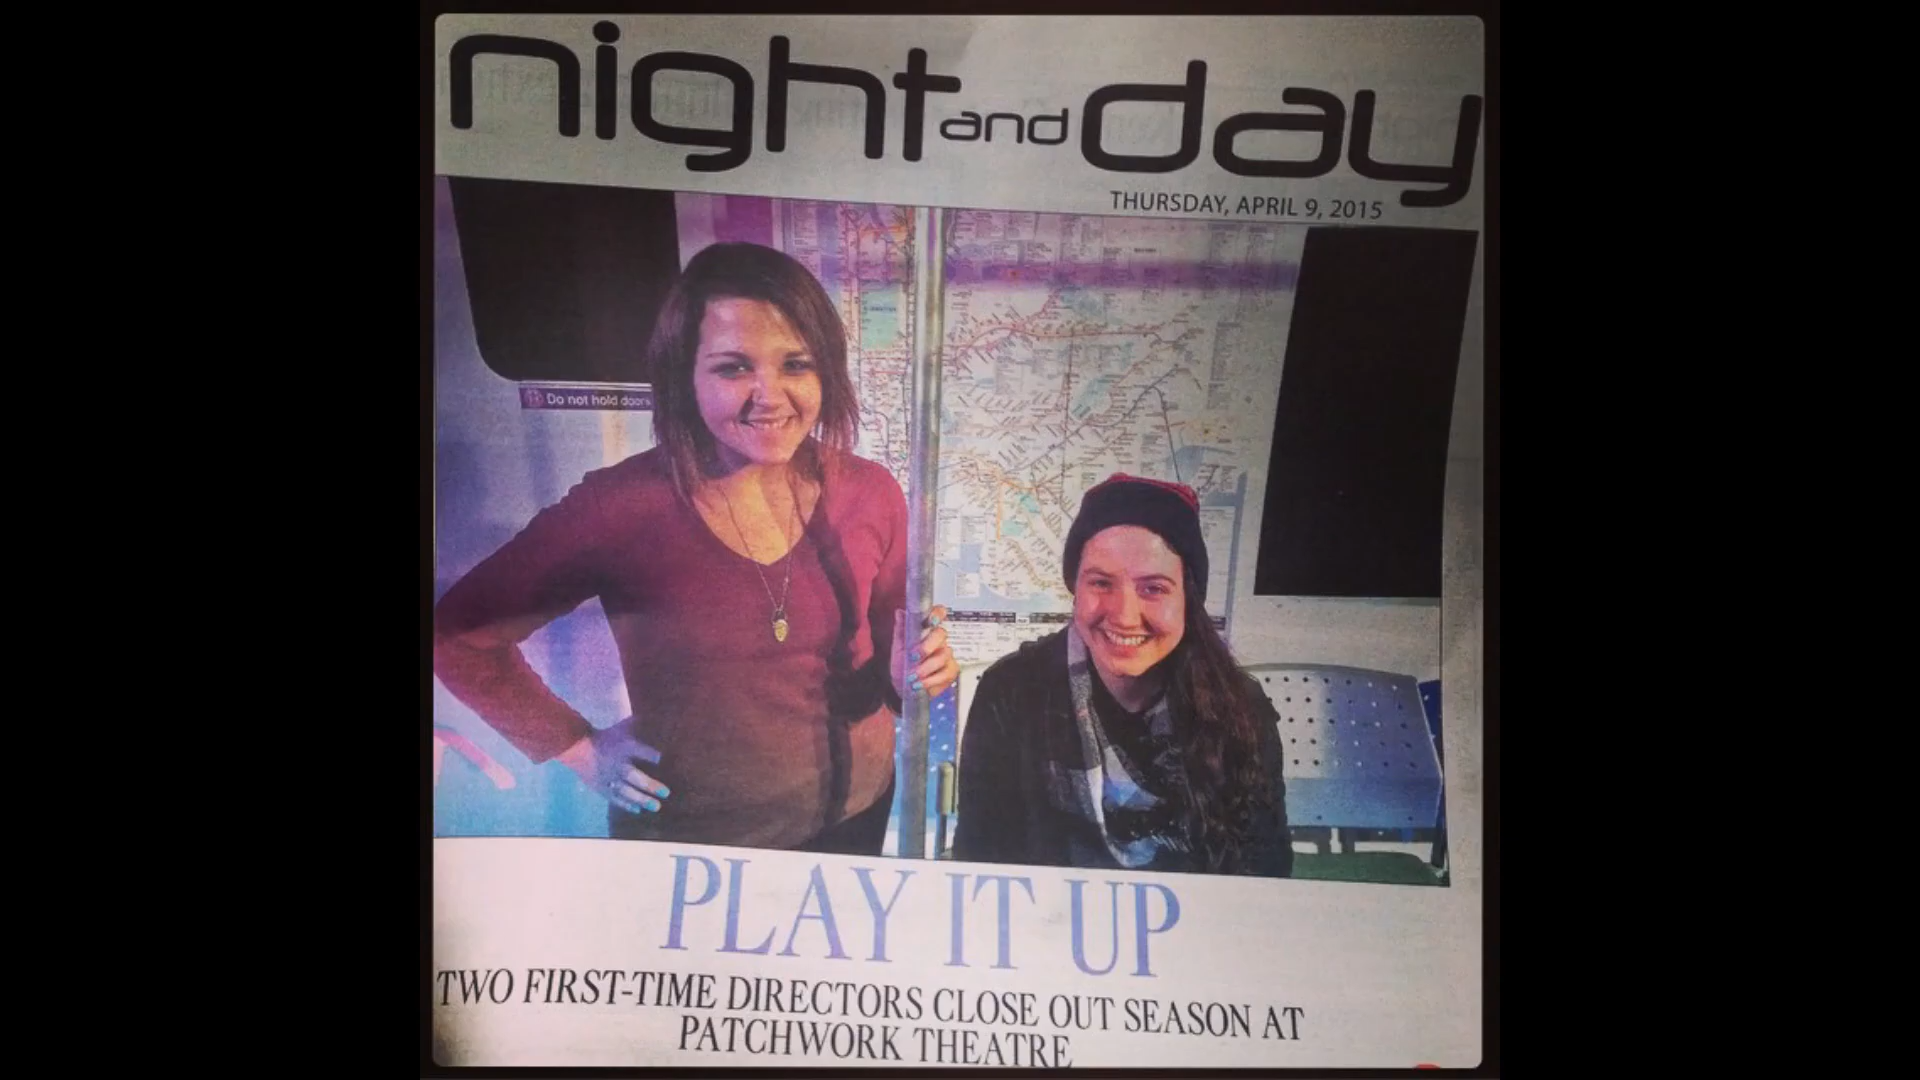 night and day
THURSDAY, APRIL 9, 2015
Do not hold doors
PLAY IT UP
TWO FIRST-TIME DIRECTORS CLOSE OUT SEASON AT
PATCHWORK THEATRE